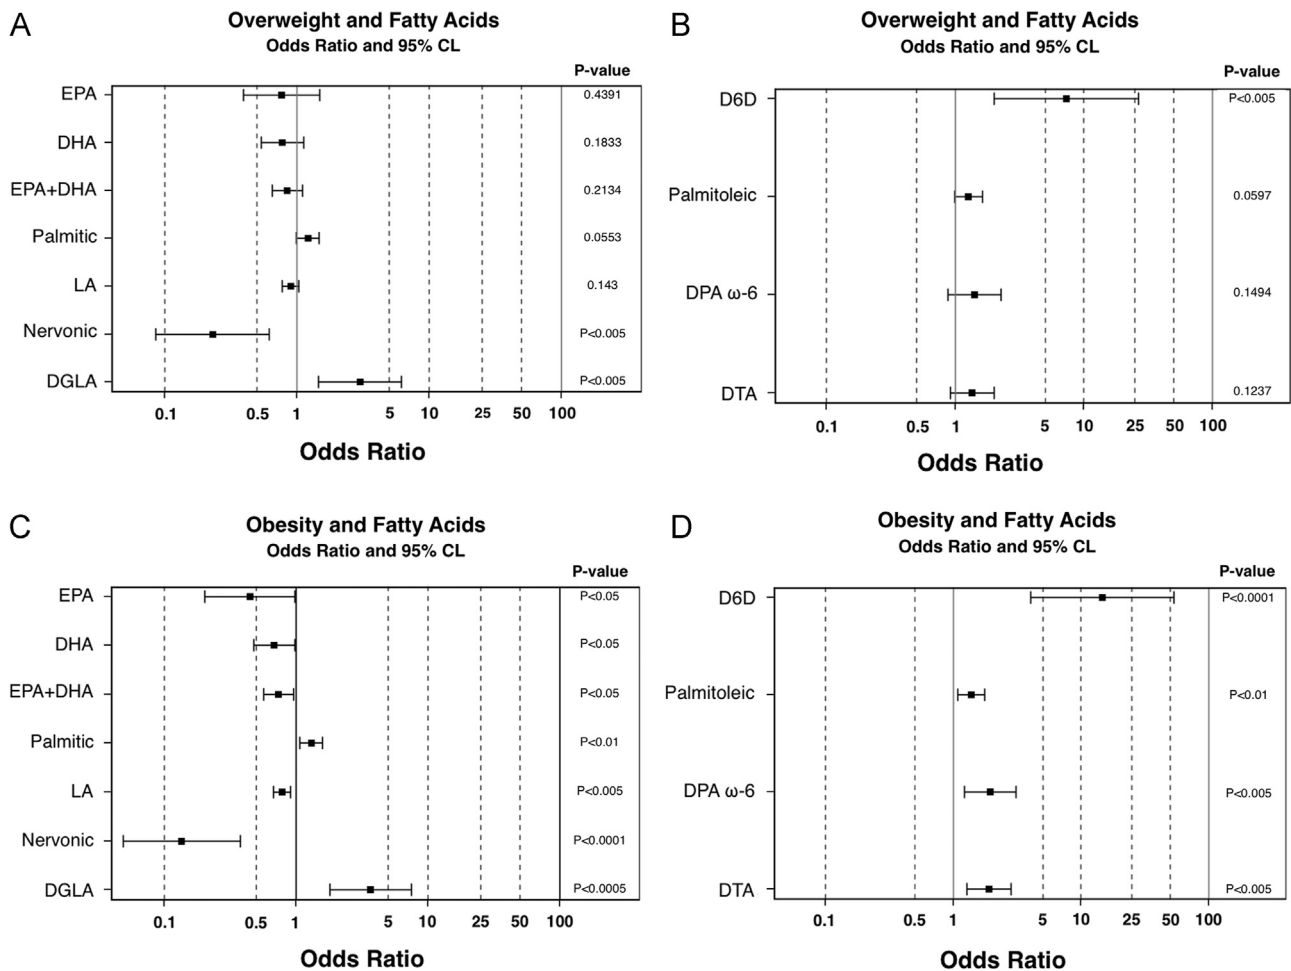 A
Overweight and Fatty Acids
Odds Ratio and 95% CL
P-value
EPA 0.4391
DHA 0.1833
EPA+DHA 0.2134
Palmitic 0.0553
LA 0.143
Nervonic P<0.005
DGLA P<0.005
0.1 0.5 1 5 10 25 50 100
Odds Ratio
B
Overweight and Fatty Acids
Odds Ratio and 95% CL
P-value
D6D P<0.005
Palmitoleic 0.0597
DPA ω-6 0.1494
DTA 0.1237
0.1 0.5 1 5 10 25 50 100
Odds Ratio
C
Obesity and Fatty Acids
Odds Ratio and 95% CL
P-value
EPA P<0.05
DHA P<0.05
EPA+DHA P<0.05
Palmitic P<0.01
LA P<0.005
Nervonic P<0.0001
DGLA P<0.0005
0.1 0.5 1 5 10 25 50 100
Odds Ratio
D
Obesity and Fatty Acids
Odds Ratio and 95% CL
P-value
D6D P<0.0001
Palmitoleic P<0.01
DPA ω-6 P<0.005
DTA P<0.005
0.1 0.5 1 5 10 25 50 100
Odds Ratio